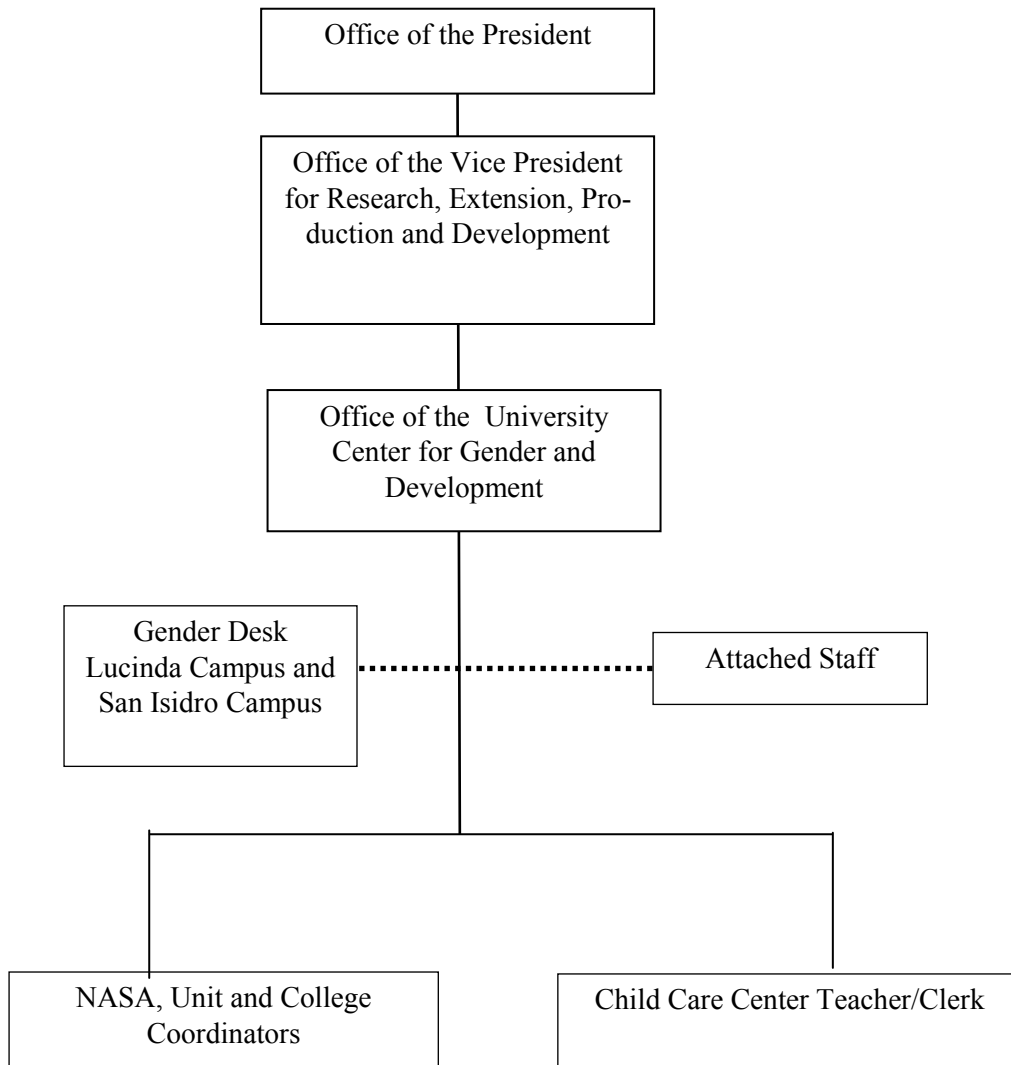 Office of the President
Office of the Vice President
for Research, Extension, Pro-
duction and Development
Office of the  University
Center for Gender and
Development
Gender Desk
Lucinda Campus and
San Isidro Campus
Attached Staff
NASA, Unit and College
Coordinators
Child Care Center Teacher/Clerk